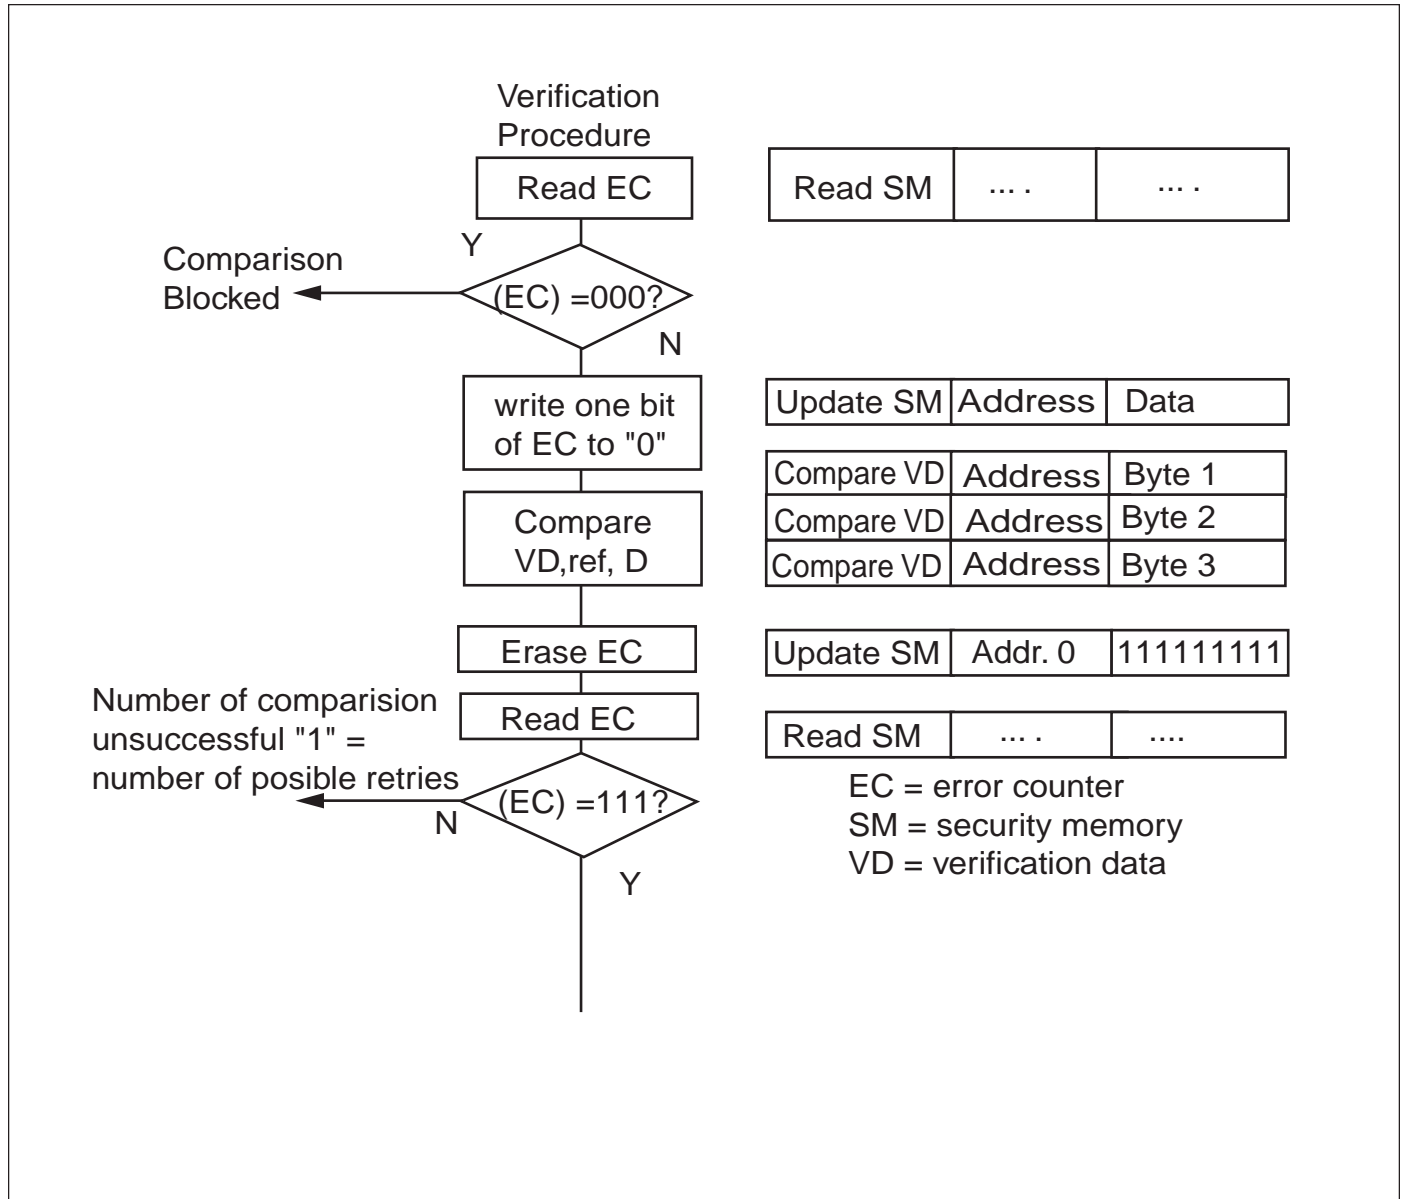 Verification
Procedure
Read EC
Read SM ... . ... .
Y
Comparison
Blocked
(EC) =000?
N
write one bit
of EC to "0"
Update SM Address Data
Compare VD Address Byte 1
Compare
VD,ref, D
Compare VD Address Byte 2
Compare VD Address Byte 3
Erase EC
Update SM Addr. 0 111111111
Number of comparision
unsuccessful "1" =
number of posible retries
Read EC
Read SM ... . ....
(EC) =111?
N
Y
EC = error counter
SM = security memory
VD = verification data